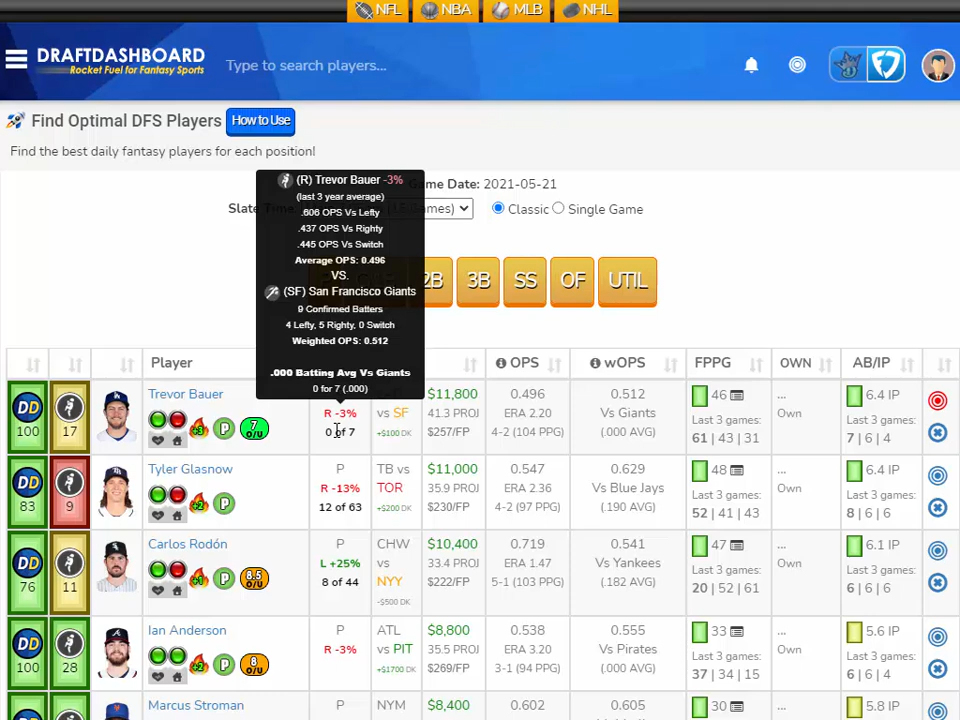 NFL
NBA
MLB
NHL
DRAFTDASHBOARD
Rocket Fuel for Fantasy Sports
Type to search players...
Find Optimal DFS Players
How to Use
Find the best daily fantasy players for each position!
Game Date: 2021-05-21
Slate
Classic
Single Game
(R) Trevor Bauer -3%
(last 3 year average)
.606 OPS Vs Lefty
.437 OPS Vs Righty
.445 OPS Vs Switch
Average OPS: 0.496
VS.
(SF) San Francisco Giants
9 Confirmed Batters
4 Lefty, 5 Righty, 0 Switch
Weighted OPS: 0.512
.000 Batting Avg Vs Giants
0 for 7 (.000)
2B
3B
SS
OF
UTIL
Player
OPS
wOPS
FPPG
OWN
AB/IP
DD
100
17
Trevor Bauer
3
P
7
O/U
R -3%
0 of 7
vs SF
+$100 DK
$11,800
41.3 PROJ
$257/FP
0.496
ERA 2.20
4-2 (104 PPG)
0.512
Vs Giants
(.000 AVG)
46
Last 3 games:
61 | 43 | 31
...
Own
6.4 IP
Last 3 games:
7 | 6 | 4
DD
83
9
Tyler Glasnow
2
P
P
R -13%
12 of 63
TB vs
TOR
+$200 DK
$11,000
35.9 PROJ
$230/FP
0.547
ERA 2.36
4-2 (97 PPG)
0.629
Vs Blue Jays
(.190 AVG)
48
Last 3 games:
52 | 41 | 43
...
Own
6.4 IP
Last 3 games:
8 | 6 | 6
DD
76
11
Carlos Rodón
1
P
8.5
O/U
P
L +25%
8 of 44
CHW
vs
NYY
-$500 DK
$10,400
33.4 PROJ
$222/FP
0.719
ERA 1.47
5-1 (103 PPG)
0.541
Vs Yankees
(.182 AVG)
47
Last 3 games:
20 | 52 | 61
...
Own
6.1 IP
Last 3 games:
6 | 6 | 6
DD
100
28
Ian Anderson
2
P
8
O/U
P
R -3%
ATL
vs PIT
+$1700 DK
$8,800
35.5 PROJ
$269/FP
0.538
ERA 3.20
3-1 (94 PPG)
0.555
Vs Pirates
(.000 AVG)
33
Last 3 games:
37 | 34 | 15
...
Own
5.6 IP
Last 3 games:
6 | 6 | 4
Marcus Stroman
P
NYM
$8,400
0.602
0.605
30
...
5.8 IP